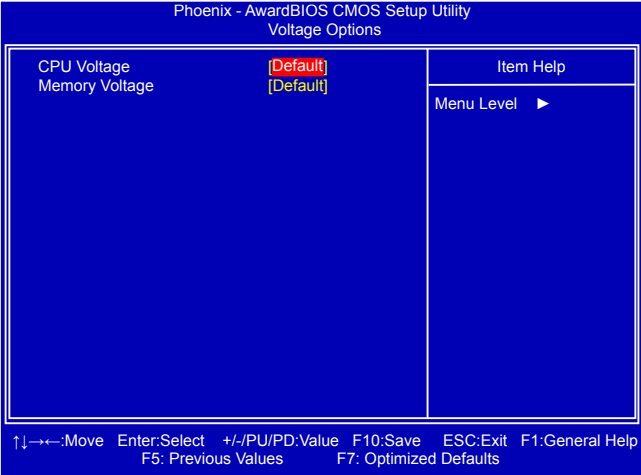 Phoenix - AwardBIOS CMOS Setup Utility
Voltage Options
CPU Voltage [Default]
Memory Voltage [Default]
Item Help
Menu Level ►
↑↓→←:Move Enter:Select +/-/PU/PD:Value F10:Save ESC:Exit F1:General Help
F5: Previous Values F7: Optimized Defaults